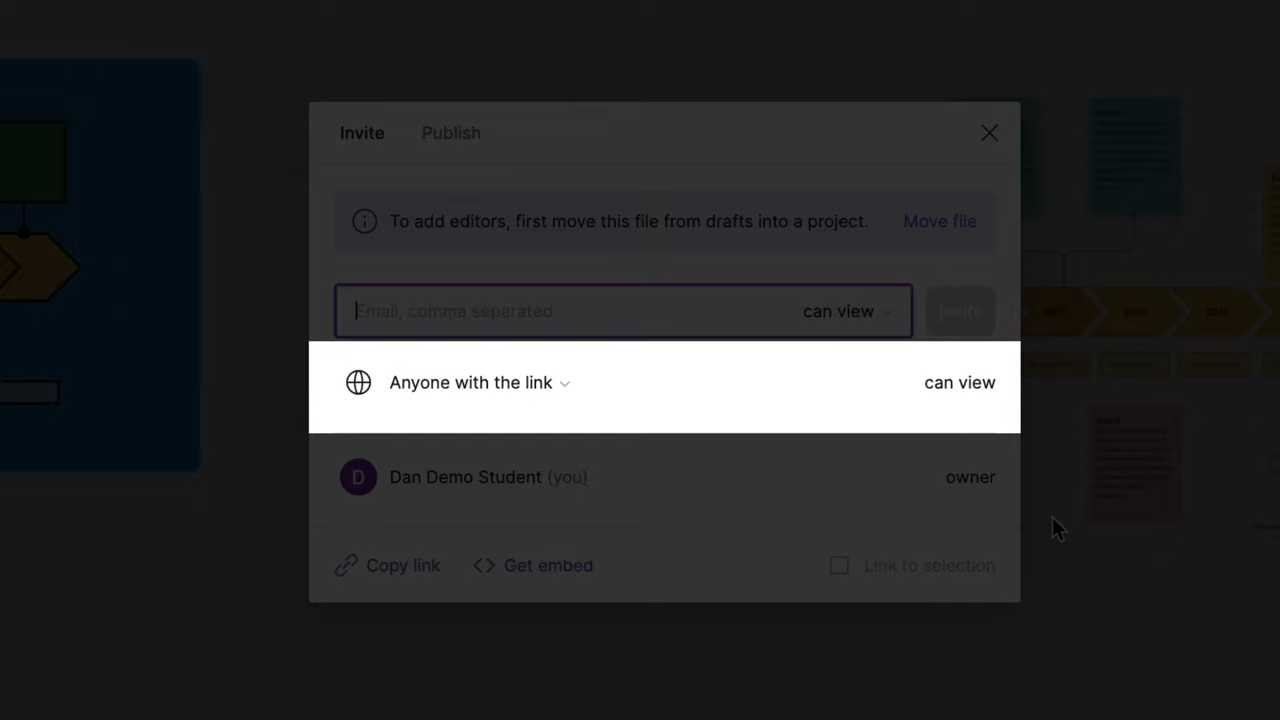 Invite
Publish
To add editors, first move this file from drafts into a project.
Move file
Email, comma separated
can view
Invite
Anyone with the link
can view
D
Dan Demo Student (you)
owner
Copy link
Get embed
Link to selection